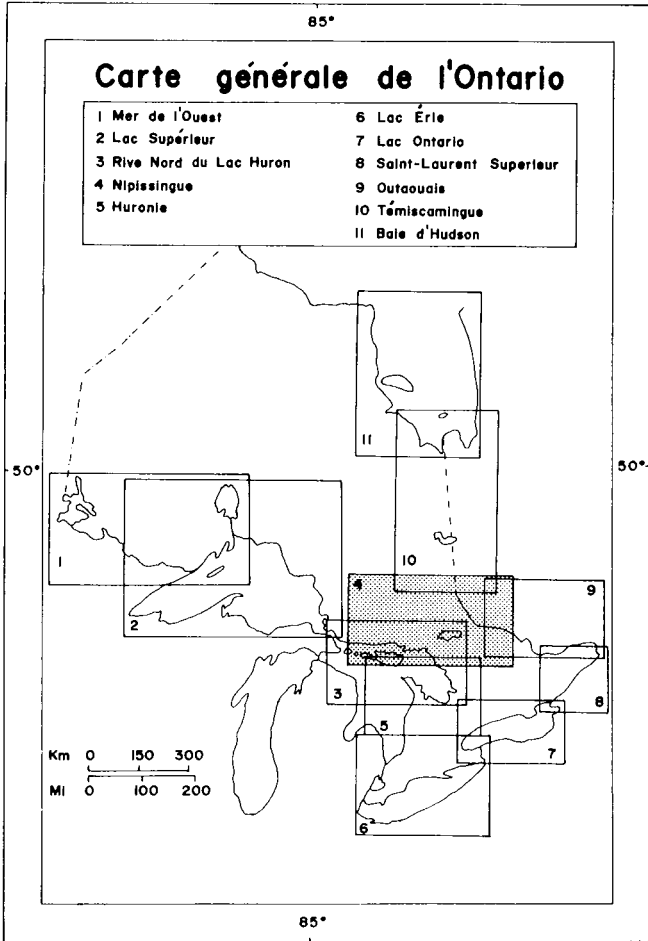 85°
Carte générale de l'Ontario
1 Mer de l'Ouest
2 Lac Supérieur
3 Rive Nord du Lac Huron
4 Nipissingue
5 Huronie
6 Lac Érie
7 Lac Ontario
8 Saint-Laurent Superieur
9 Outaouais
10 Témiscamingue
11 Baie d'Hudson
11
50°
50°
1
2
10
4
9
3
5
8
7
6
Km 0 150 300
Mi 0 100 200
85°